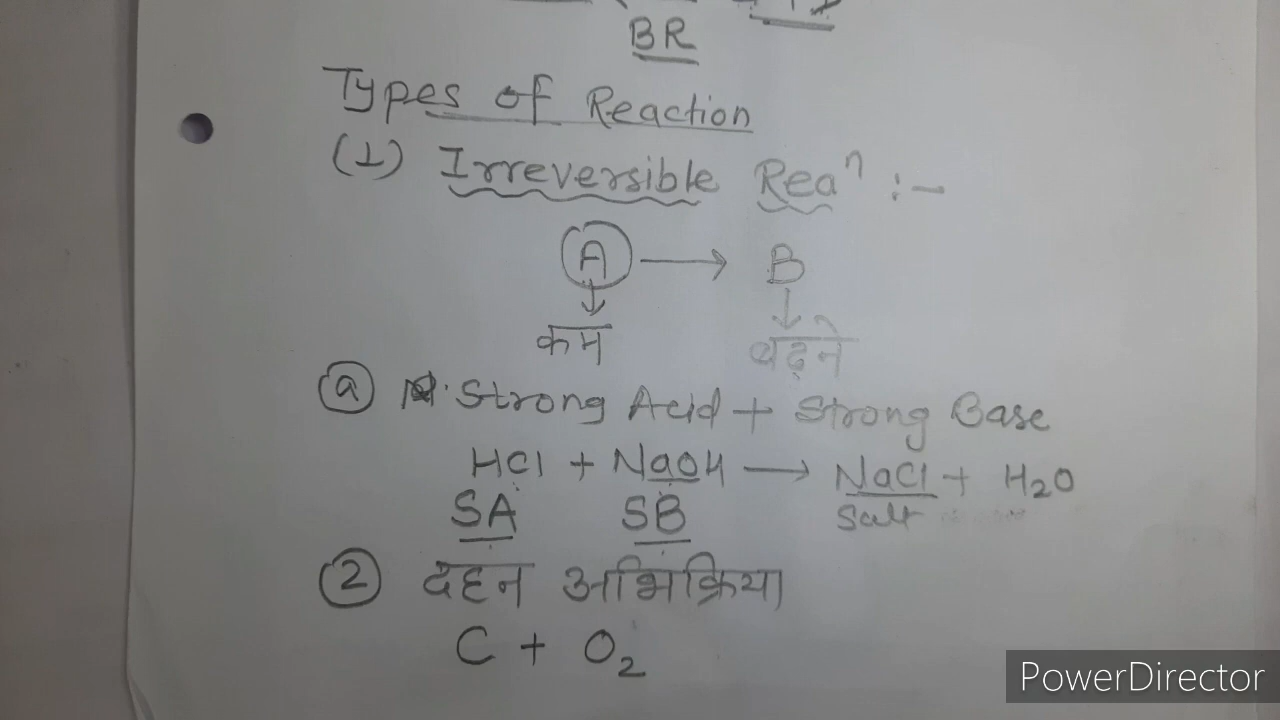 BR
Types of Reaction
(1) Irreversible Reaⁿ :-
A → B
↓ ↓
कम बढ़ने
(a) Strong Acid + Strong Base
HCl + NaOH → NaCl + H₂O
SA SB Salt
(2) दहन अभिक्रिया
C + O₂
PowerDirector